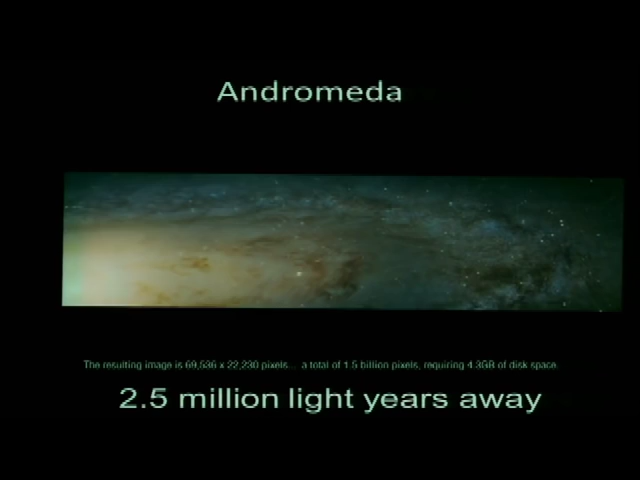 Andromeda
The resulting image is 69,536 x 22,230 pixels... a total of 1.5 billion pixels, requiring 4.3GB of disk space.
2.5 million light years away